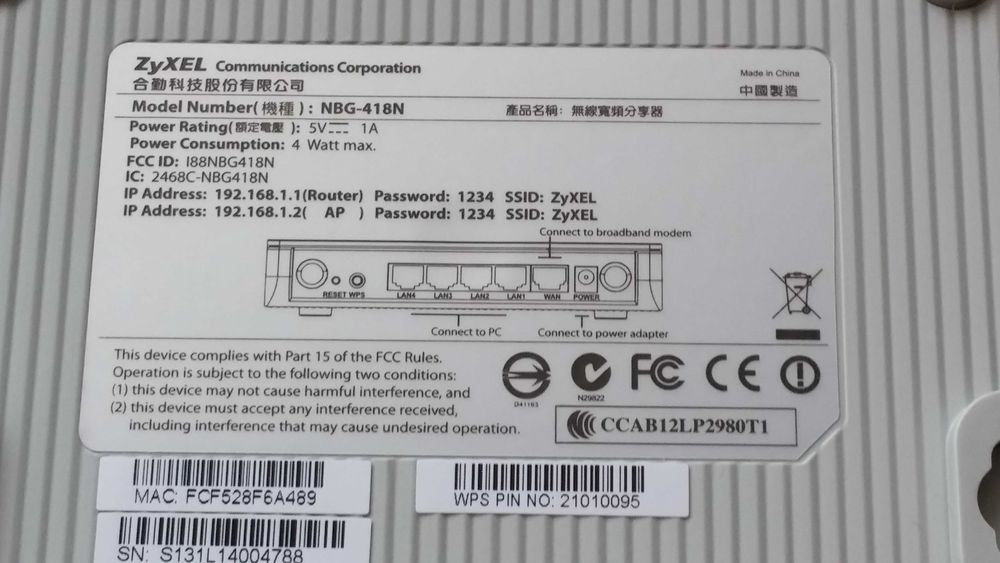 ZyXEL Communications Corporation
合勤科技股份有限公司
Made in China
中國製造
Model Number(機種): NBG-418N
產品名稱: 無線寬頻分享器
Power Rating(額定電壓): 5V 1A
Power Consumption: 4 Watt max.
FCC ID: I88NBG418N
IC: 2468C-NBG418N
IP Address: 192.168.1.1(Router) Password: 1234 SSID: ZyXEL
IP Address: 192.168.1.2( AP ) Password: 1234 SSID: ZyXEL
Connect to broadband modem
RESET WPS LAN4 LAN3 LAN2 LAN1 WAN POWER
Connect to PC
Connect to power adapter
This device complies with Part 15 of the FCC Rules.
Operation is subject to the following two conditions:
(1) this device may not cause harmful interference, and
(2) this device must accept any interference received,
including interference that may cause undesired operation.
FC CE
D41163
N29822
CCAB12LP2980T1
MAC: FCF528F6A489
WPS PIN NO: 21010095
SN: S131L14004788